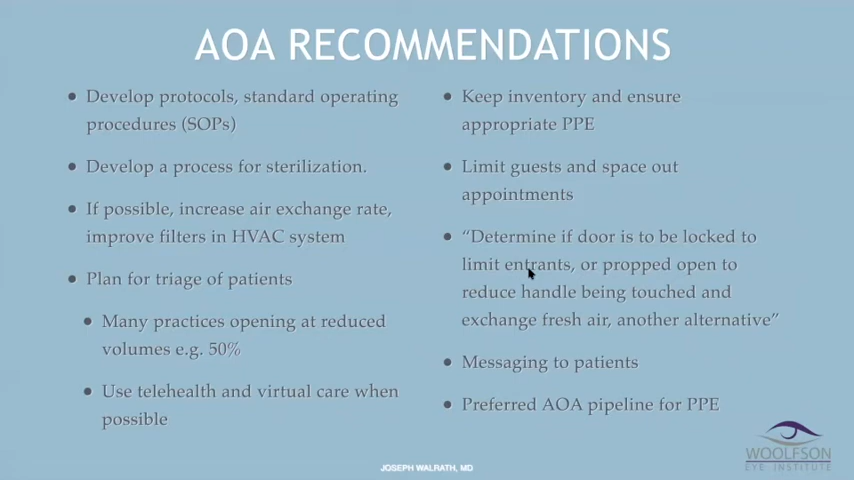 AOA RECOMMENDATIONS
• Develop protocols, standard operating
procedures (SOPs)
• Develop a process for sterilization.
• If possible, increase air exchange rate,
improve filters in HVAC system
• Plan for triage of patients
• Many practices opening at reduced
volumes e.g. 50%
• Use telehealth and virtual care when
possible
• Keep inventory and ensure
appropriate PPE
• Limit guests and space out
appointments
• “Determine if door is to be locked to
limit entrants, or propped open to
reduce handle being touched and
exchange fresh air, another alternative”
• Messaging to patients
• Preferred AOA pipeline for PPE
JOSEPH WALRATH, MD
WOOLFSON
EYE INSTITUTE